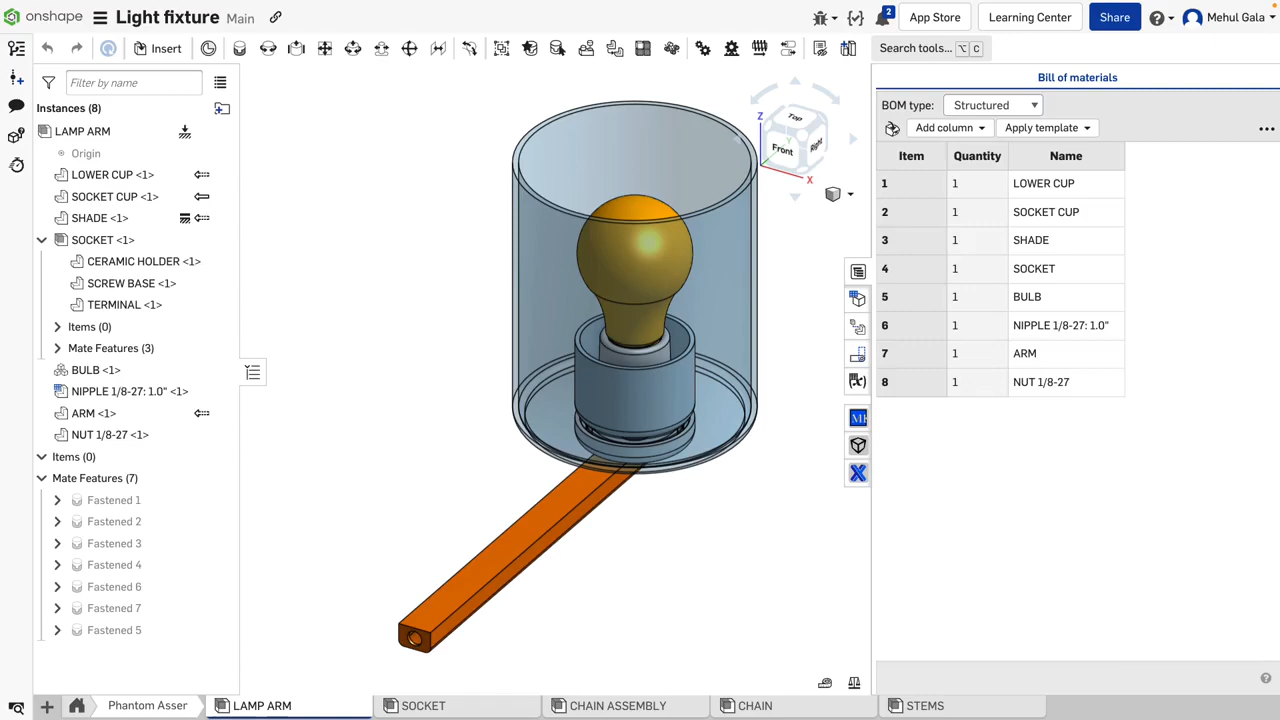 onshape
Light fixture Main
2
App Store
Learning Center
Share
Mehul Gala
Insert
Search tools... ⌥ C
Filter by name
Instances (8)
LAMP ARM
Origin
LOWER CUP <1>
SOCKET CUP <1>
SHADE <1>
SOCKET <1>
CERAMIC HOLDER <1>
SCREW BASE <1>
TERMINAL <1>
Items (0)
Mate Features (3)
BULB <1>
NIPPLE 1/8-27: 1.0" <1>
ARM <1>
NUT 1/8-27 <1>
Items (0)
Mate Features (7)
Fastened 1
Fastened 2
Fastened 3
Fastened 4
Fastened 6
Fastened 7
Fastened 5
Z
Top
Front
Right
Y
X
Bill of materials
BOM type: Structured
Add column
Apply template
Item Quantity Name
1 1 LOWER CUP
2 1 SOCKET CUP
3 1 SHADE
4 1 SOCKET
5 1 BULB
6 1 NIPPLE 1/8-27: 1.0"
7 1 ARM
8 1 NUT 1/8-27
Phantom Asser
LAMP ARM
SOCKET
CHAIN ASSEMBLY
CHAIN
STEMS